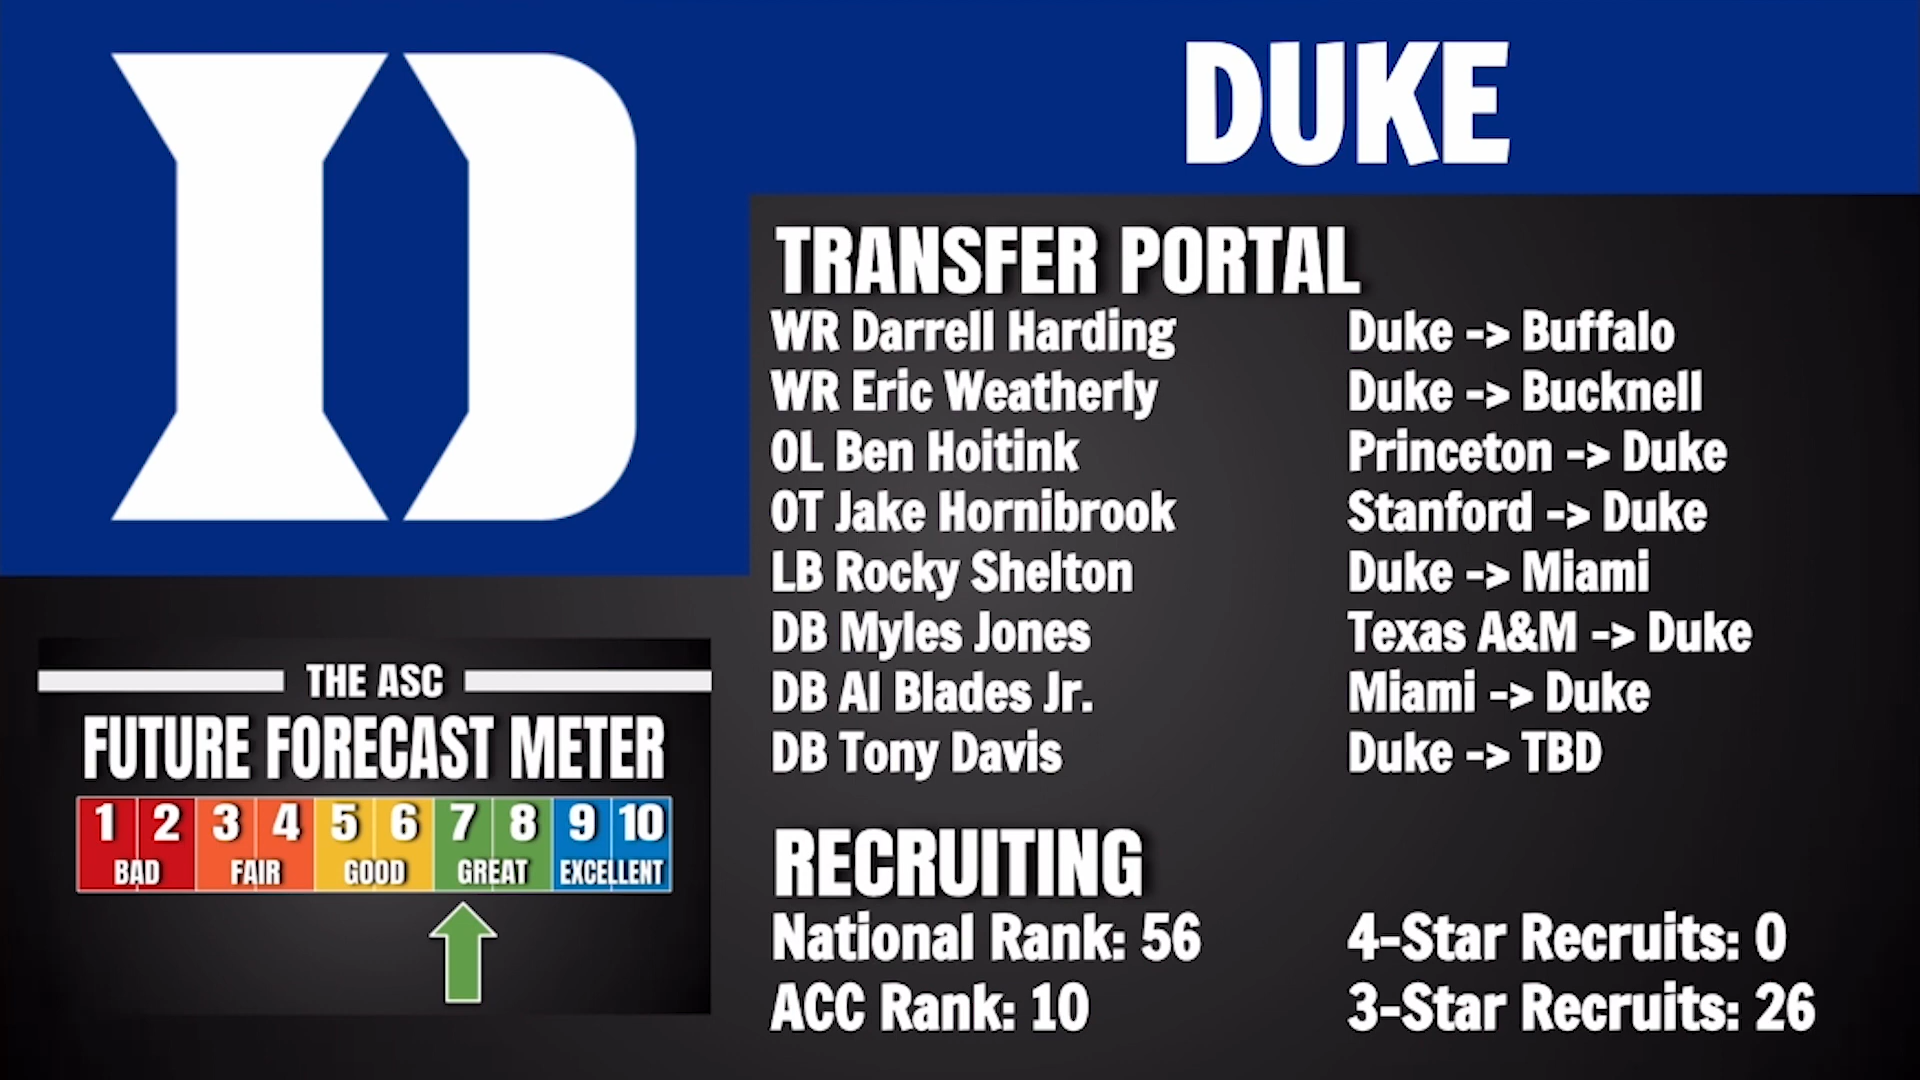 D
DUKE
TRANSFER PORTAL
WR Darrell Harding Duke -> Buffalo
WR Eric Weatherly Duke -> Bucknell
OL Ben Hoitink Princeton -> Duke
OT Jake Hornibrook Stanford -> Duke
LB Rocky Shelton Duke -> Miami
DB Myles Jones Texas A&M -> Duke
DB Al Blades Jr. Miami -> Duke
DB Tony Davis Duke -> TBD
RECRUITING
National Rank: 56 4-Star Recruits: 0
ACC Rank: 10 3-Star Recruits: 26
THE ASC
FUTURE FORECAST METER
1 2 3 4 5 6 7 8 9 10
BAD FAIR GOOD GREAT EXCELLENT